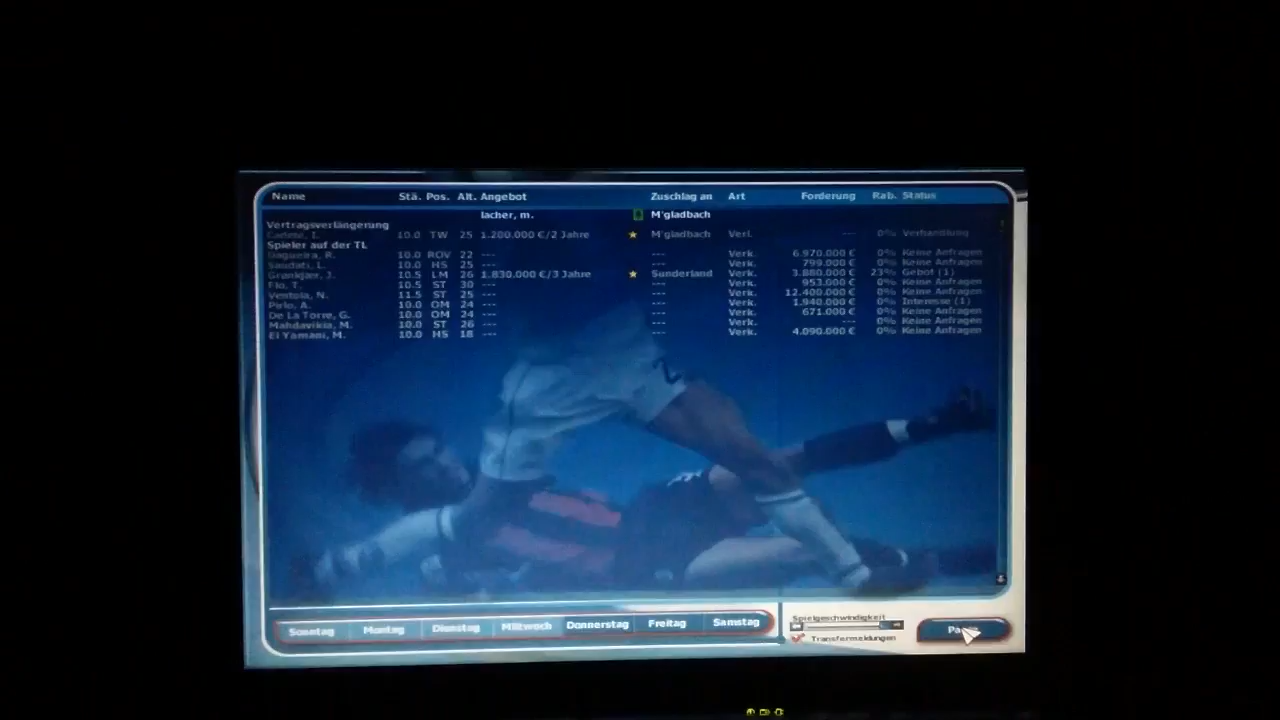 Name Stä. Pos. Alt. Angebot Zuschlag an Art Forderung Rab. Status
lacher, m. M'gladbach
Vertragsverlängerung
10.0 TW 25 1.200.000 €/2 Jahre M'gladbach Verl. --- 0% Verhandlung
Spieler auf der TL
Dagueira, R. 10.0 ROV 22 --- --- Verk. 6.970.000 € 0% Keine Anfragen
Saudati, L. 10.0 HS 25 --- --- Verk. 799.000 € 0% Keine Anfragen
Grønkjær, J. 10.5 LM 26 1.830.000 €/3 Jahre Sunderland Verk. 3.880.000 € 23% Gebot (1)
Flo, T. 10.5 ST 30 --- --- Verk. 953.000 € 0% Keine Anfragen
Ventola, N. 11.5 ST 25 --- --- Verk. 12.400.000 € 0% Keine Anfragen
Pirlo, A. 10.0 OM 24 --- --- Verk. 1.940.000 € 0% Interesse (1)
De La Torre, G. 10.0 OM 24 --- --- Verk. 671.000 € 0% Keine Anfragen
Mahdavikia, M. 10.0 ST 26 --- --- Verk. --- 0% Keine Anfragen
El Yamani, M. 10.0 HS 18 --- --- Verk. 4.090.000 € 0% Keine Anfragen
2
Sonntag Montag Dienstag Mittwoch Donnerstag Freitag Samstag
Spielgeschwindigkeit
Transfermeldungen